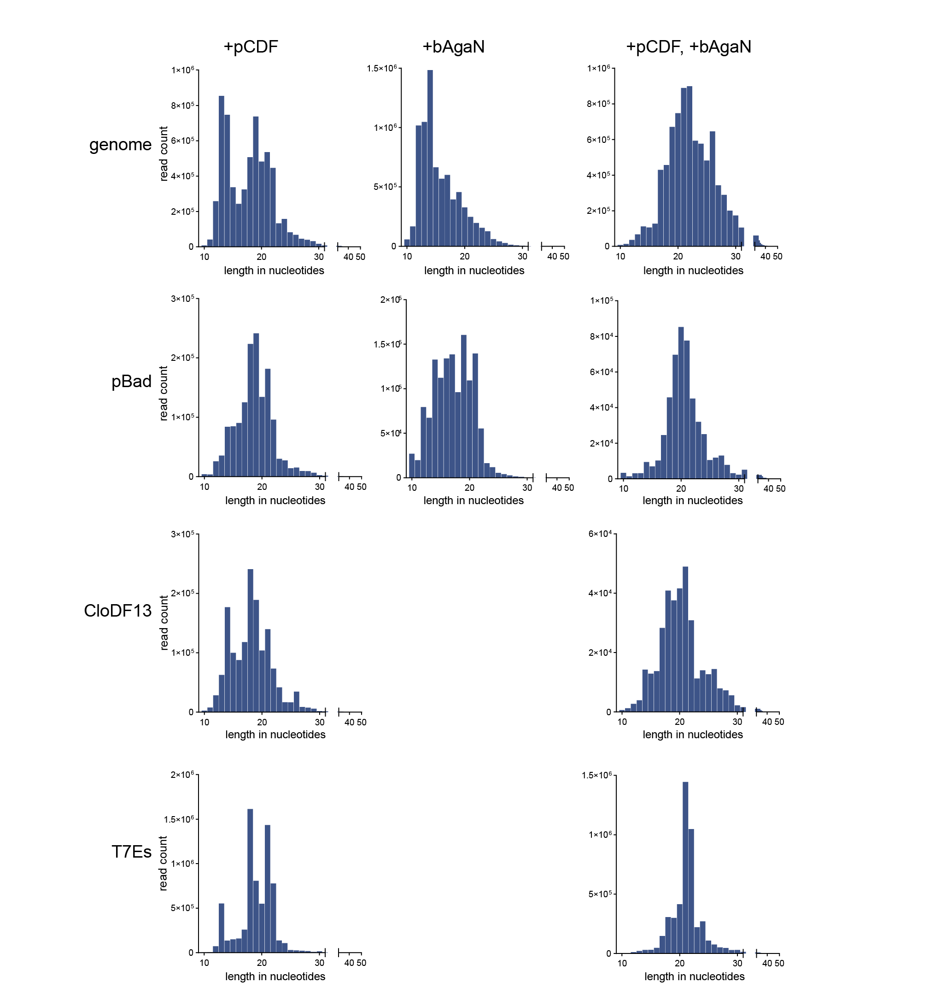 +pCDF +bAgaN +pCDF, +bAgaN
genome
read count
1×10⁶
8×10⁵
6×10⁵
4×10⁵
2×10⁵
0
10 20 30 40 50
length in nucleotides
1.5×10⁶
1×10⁶
5×10⁵
0
10 20 30 40 50
length in nucleotides
1×10⁶
8×10⁵
6×10⁵
4×10⁵
2×10⁵
0
10 20 30 40 50
length in nucleotides
pBad
read count
3×10⁵
2×10⁵
1×10⁵
0
10 20 30 40 50
length in nucleotides
2×10⁵
1.5×10⁵
1×10⁵
5×10⁴
0
10 20 30 40 50
length in nucleotides
1×10⁵
8×10⁴
6×10⁴
4×10⁴
2×10⁴
0
10 20 30 40 50
length in nucleotides
CloDF13
read count
3×10⁵
2×10⁵
1×10⁵
0
10 20 30 40 50
length in nucleotides
6×10⁴
4×10⁴
2×10⁴
0
10 20 30 40 50
length in nucleotides
T7Es
read count
2×10⁶
1.5×10⁶
1×10⁶
5×10⁵
0
10 20 30 40 50
length in nucleotides
1.5×10⁶
1×10⁶
5×10⁵
0
10 20 30 40 50
length in nucleotides